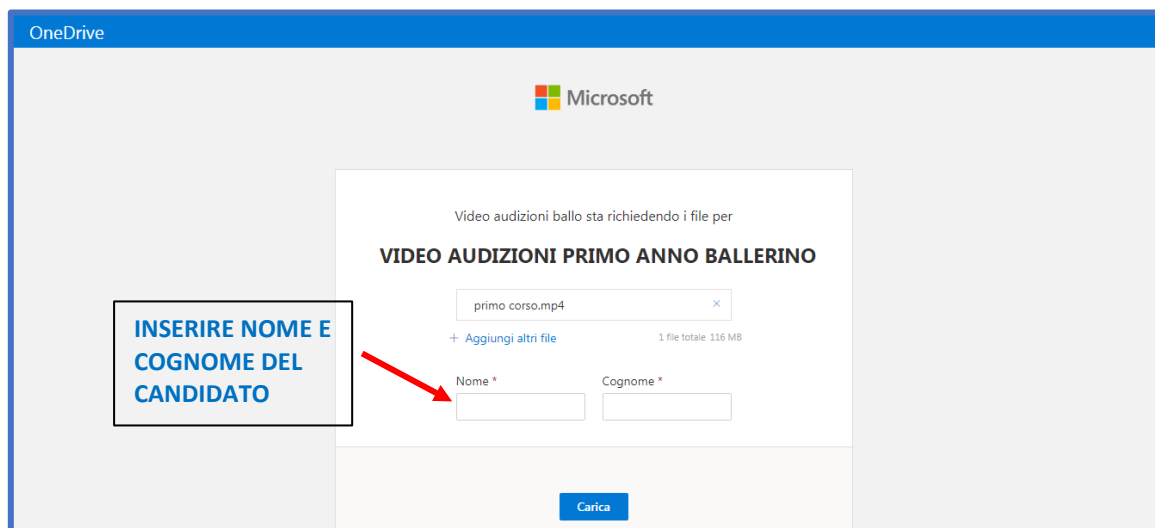 OneDrive
Microsoft
Video audizioni ballo sta richiedendo i file per
VIDEO AUDIZIONI PRIMO ANNO BALLERINO
primo corso.mp4 ×
+ Aggiungi altri file 1 file totale 116 MB
INSERIRE NOME E
COGNOME DEL
CANDIDATO
Nome * Cognome *
Carica